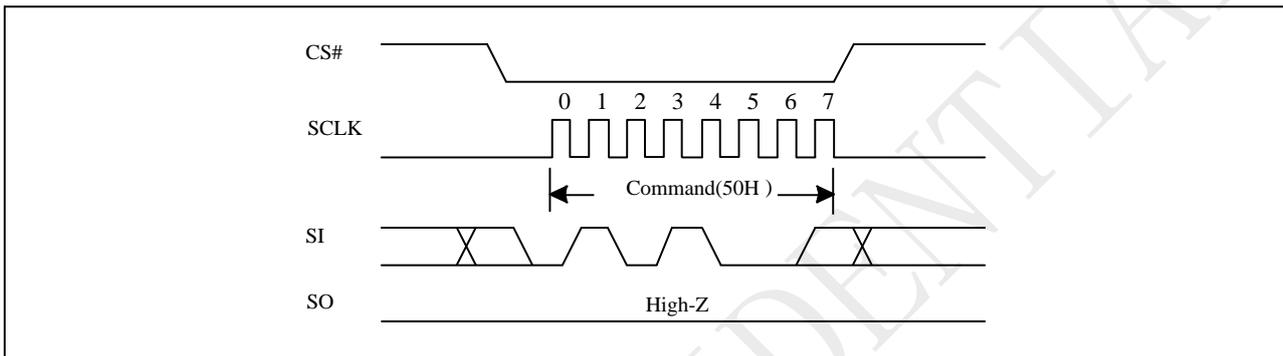 CS#
0 1 2 3 4 5 6 7
SCLK
Command(50H )
SI
High-Z
SO